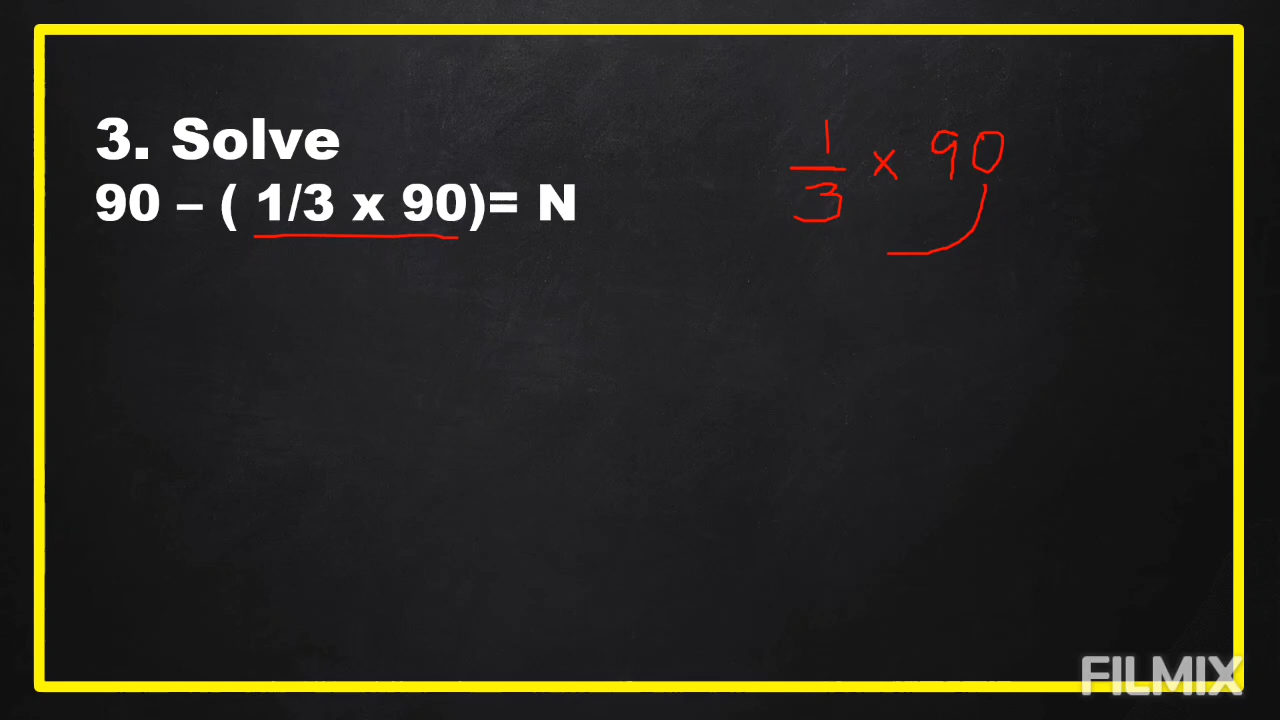 3. Solve
90 – ( 1/3 x 90)= N
1/3 x 90
FILMIX